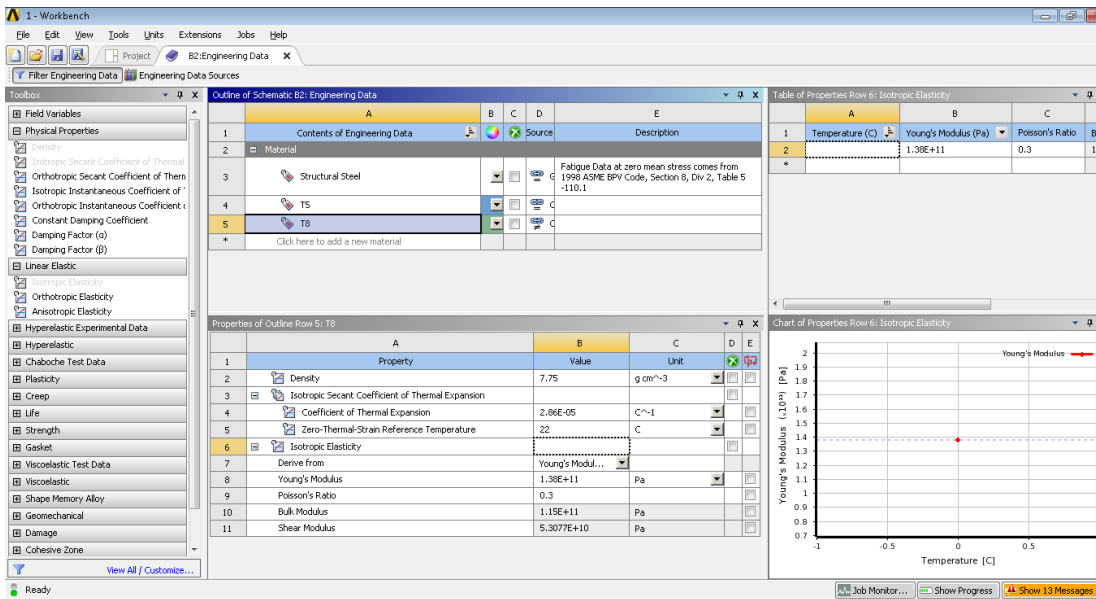 1 - Workbench
File Edit View Tools Units Extensions Jobs Help
Project B2:Engineering Data
Filter Engineering Data Engineering Data Sources
Toolbox
Field Variables
Physical Properties
Density
Isotropic Secant Coefficient of Thermal
Orthotropic Secant Coefficient of Therm
Isotropic Instantaneous Coefficient of
Orthotropic Instantaneous Coefficient
Constant Damping Coefficient
Damping Factor (α)
Damping Factor (β)
Linear Elastic
Isotropic Elasticity
Orthotropic Elasticity
Anisotropic Elasticity
Hyperelastic Experimental Data
Hyperelastic
Chaboche Test Data
Plasticity
Creep
Life
Strength
Gasket
Viscoelastic Test Data
Viscoelastic
Shape Memory Alloy
Geomechanical
Damage
Cohesive Zone
View All / Customize...
Outline of Schematic B2: Engineering Data
A B C D E
1 Contents of Engineering Data Source Description
2 Material
3 Structural Steel Fatigue Data at zero mean stress comes from
1998 ASME BPV Code, Section 8, Div 2, Table 5
-110.1
4 T5
5 T8
* Click here to add a new material
Properties of Outline Row 5: T8
A B C D E
1 Property Value Unit
2 Density 7.75 g cm^-3
3 Isotropic Secant Coefficient of Thermal Expansion
4 Coefficient of Thermal Expansion 2.86E-05 C^-1
5 Zero-Thermal-Strain Reference Temperature 22 C
6 Isotropic Elasticity
7 Derive from Young's Modul...
8 Young's Modulus 1.38E+11 Pa
9 Poisson's Ratio 0.3
10 Bulk Modulus 1.15E+11 Pa
11 Shear Modulus 5.3077E+10 Pa
Table of Properties Row 6: Isotropic Elasticity
A B C
1 Temperature (C) Young's Modulus (Pa) Poisson's Ratio B
2 1.38E+11 0.3 1
*
Chart of Properties Row 6: Isotropic Elasticity
Young's Modulus
Young's Modulus (x10¹¹) [Pa]
2
1.9
1.8
1.7
1.6
1.5
1.4
1.3
1.2
1.1
1
0.9
0.8
0.7
-1 -0.5 0 0.5
Temperature [C]
Ready
Job Monitor... Show Progress Show 13 Messages